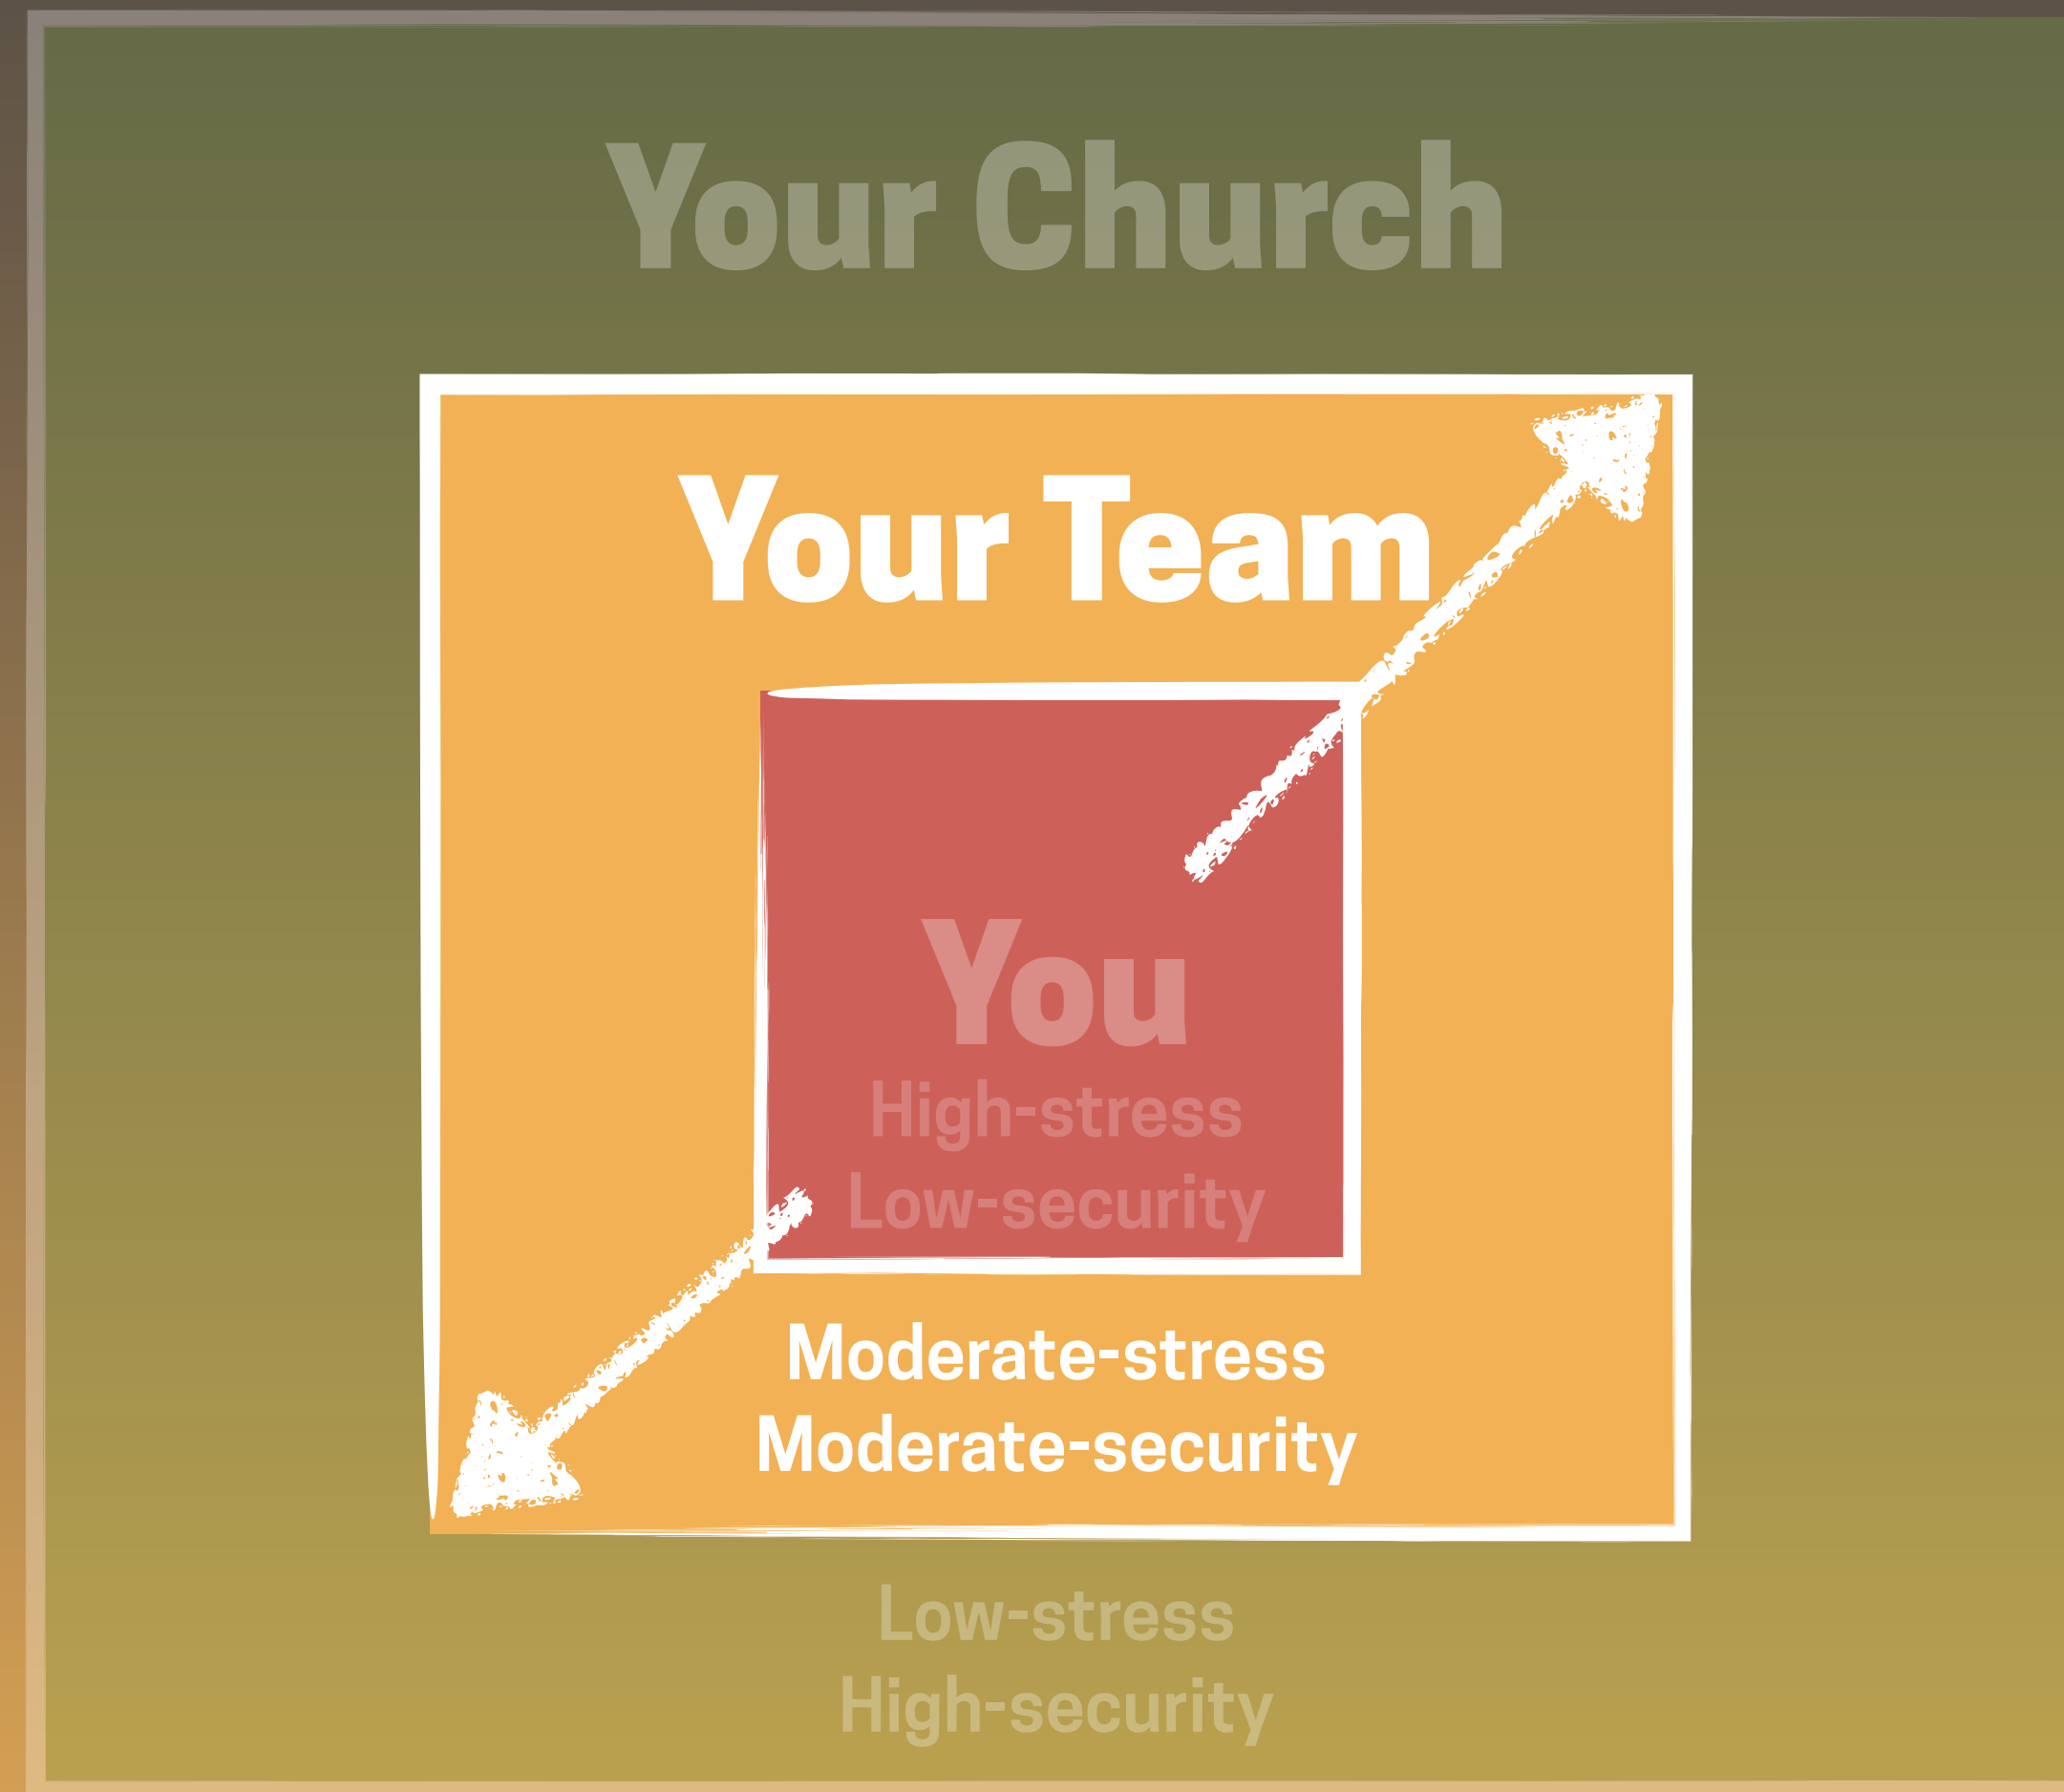 Your Church
Your Team
You
High-stress
Low-security
Moderate-stress
Moderate-security
Low-stress
High-security